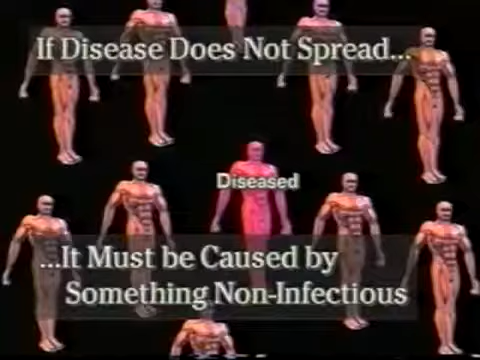 If Disease Does Not Spread...
Diseased
...It Must be Caused by
Something Non-Infectious